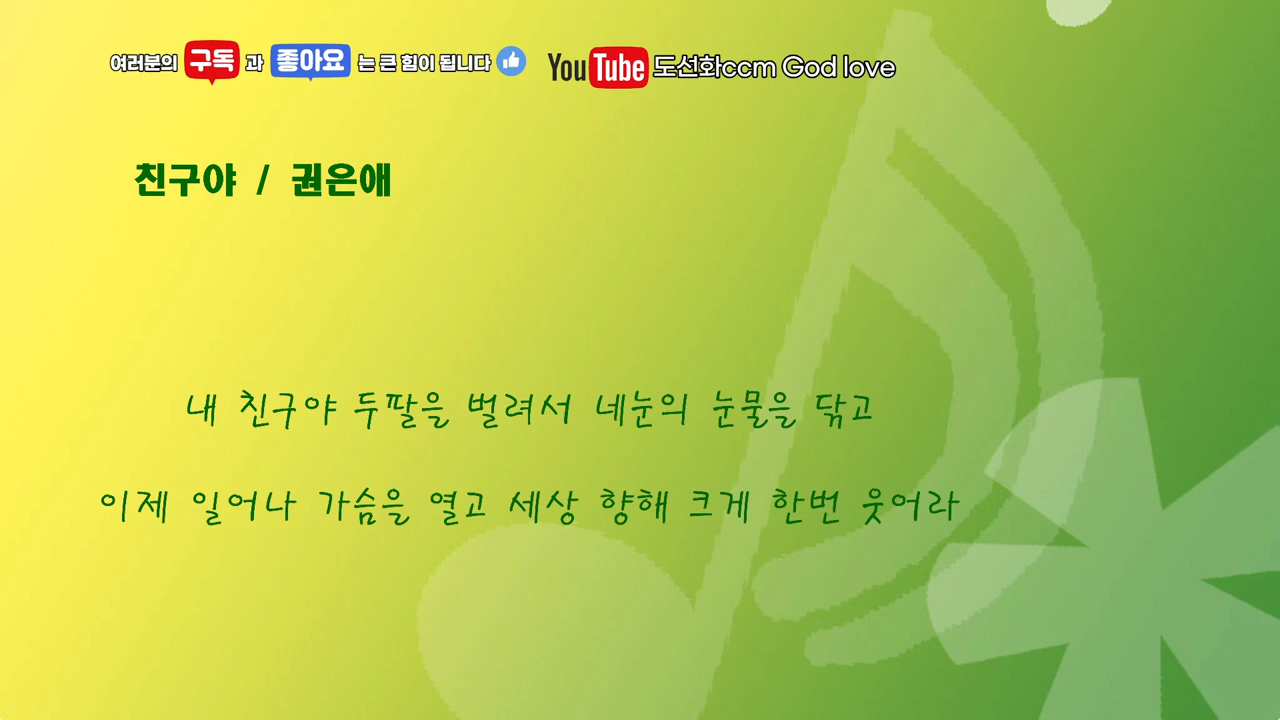 여러분의 구독 과 좋아요 는 큰 힘이 됩니다 YouTube 도선화ccm God love
친구야 / 권은애
내 친구야 두팔을 벌려서 네눈의 눈물을 닦고
이제 일어나 가슴을 열고 세상 향해 크게 한번 웃어라